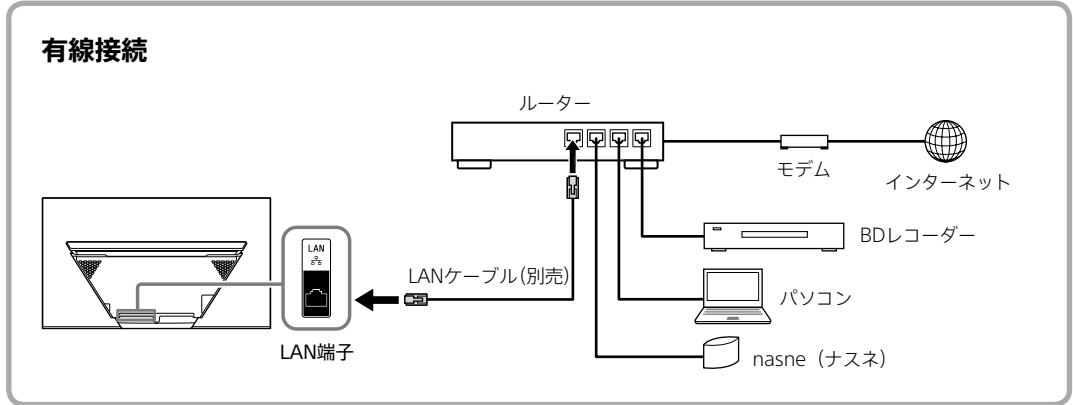 有線接続
ルーター
モデム
インターネット
BDレコーダー
LAN
LANケーブル(別売)
パソコン
LAN端子
nasne（ナスネ）